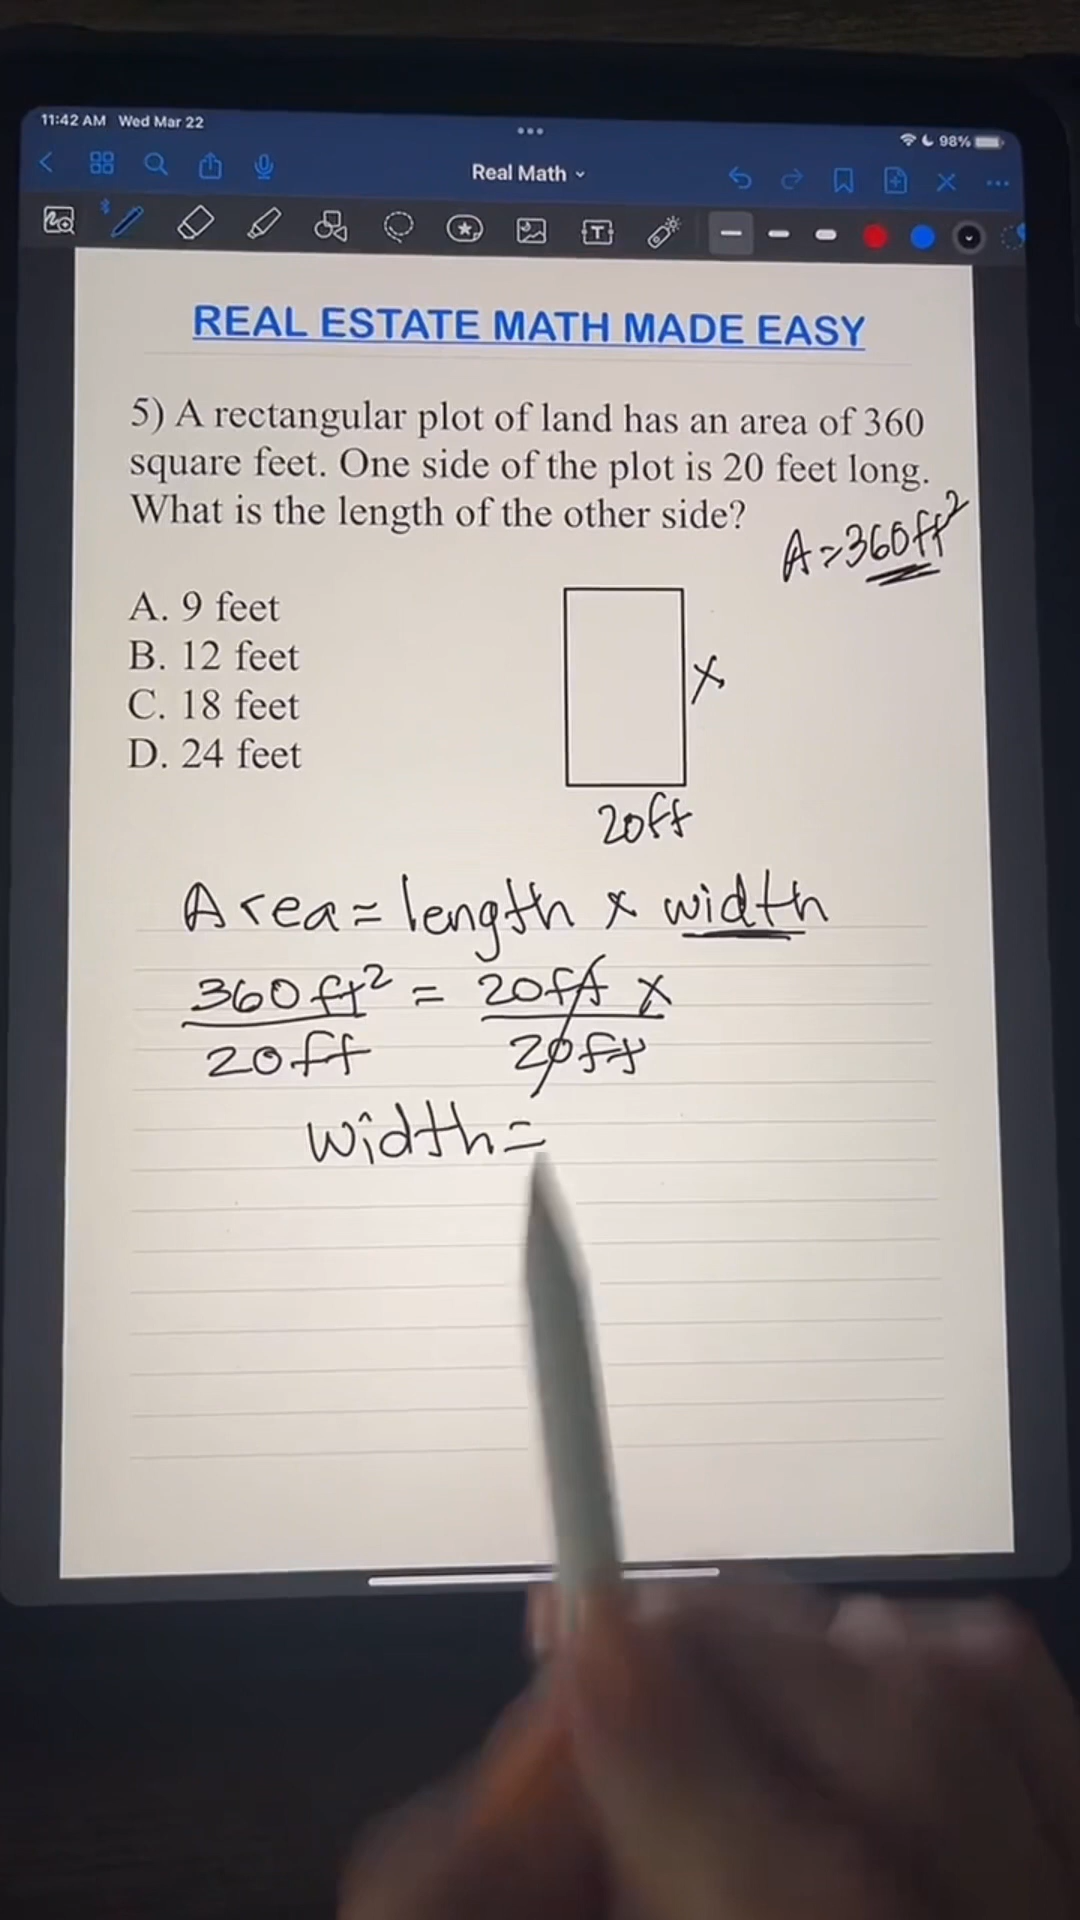 11:42 AM Wed Mar 22
98%
Real Math
REAL ESTATE MATH MADE EASY
5) A rectangular plot of land has an area of 360
square feet. One side of the plot is 20 feet long.
What is the length of the other side?
A = 360ft²
A. 9 feet
B. 12 feet
C. 18 feet
D. 24 feet
x
20ft
Area = length x width
360ft² = 20ft x
20ft 20ft
width =